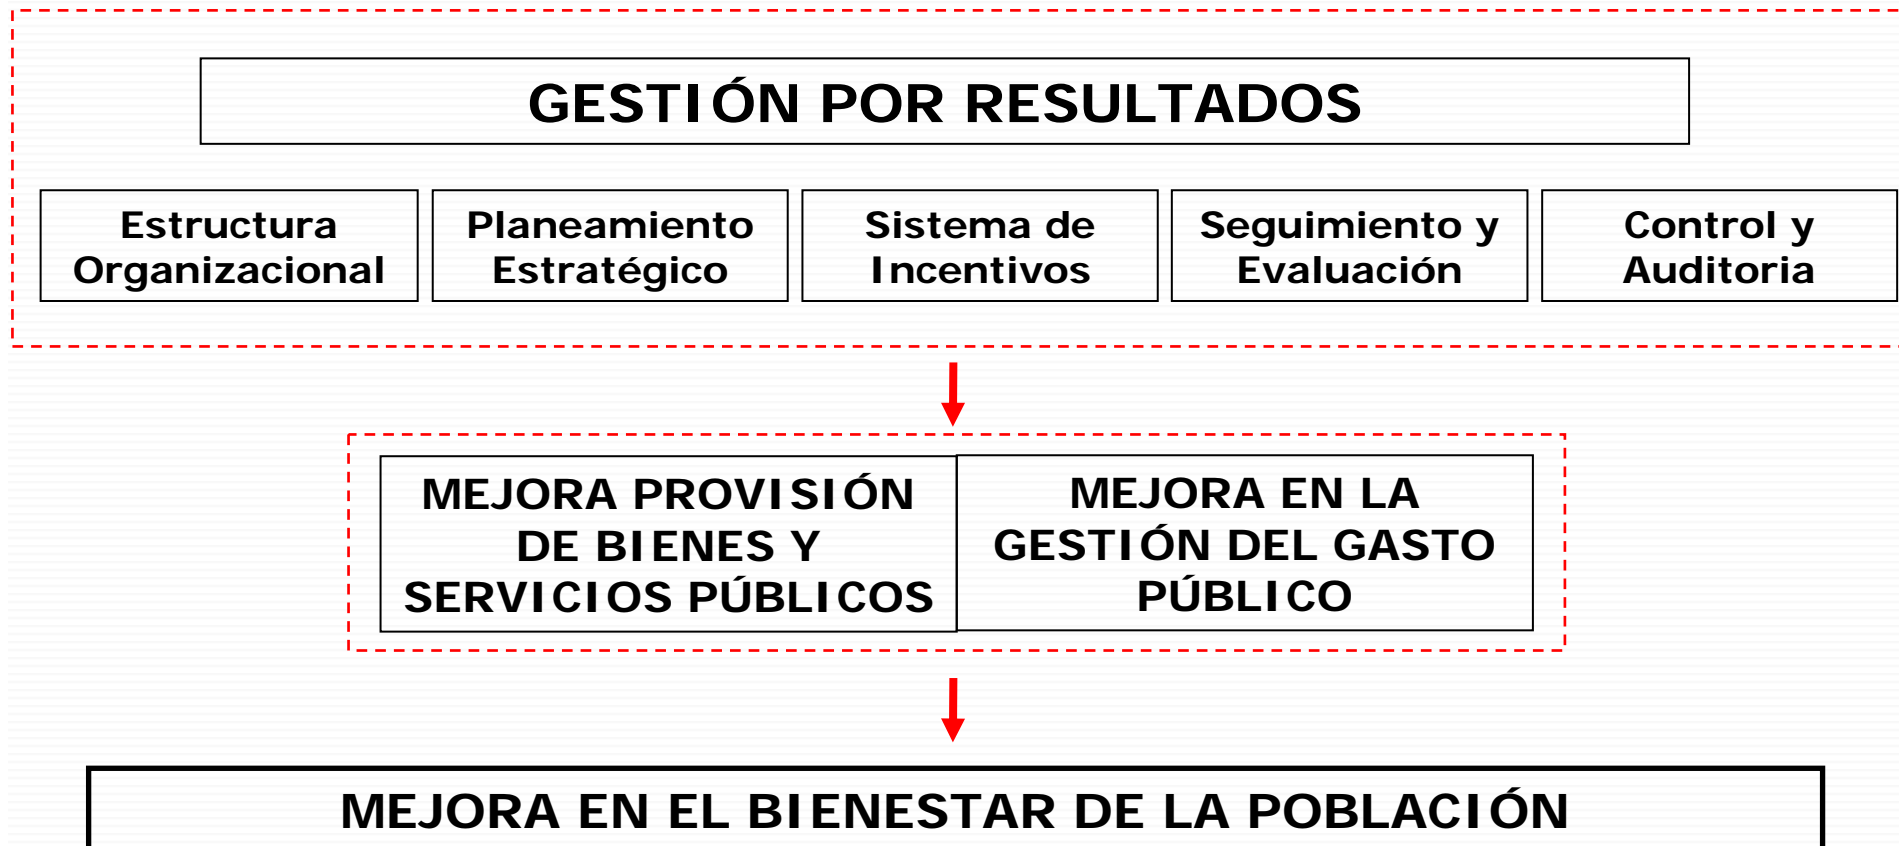 GESTIÓN POR RESULTADOS
Estructura
Organizacional
Planeamiento
Estratégico
Sistema de
Incentivos
Seguimiento y
Evaluación
Control y
Auditoria
MEJORA PROVISIÓN
DE BIENES Y
SERVICIOS PÚBLICOS
MEJORA EN LA
GESTIÓN DEL GASTO
PÚBLICO
MEJORA EN EL BIENESTAR DE LA POBLACIÓN